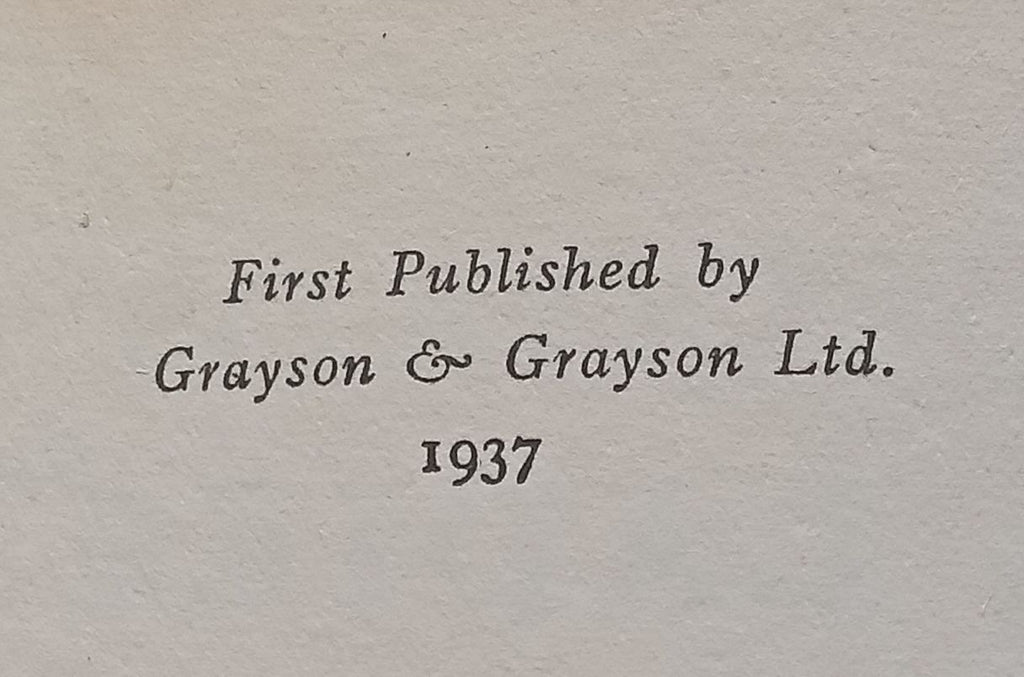 First Published by
Grayson & Grayson Ltd.
1937